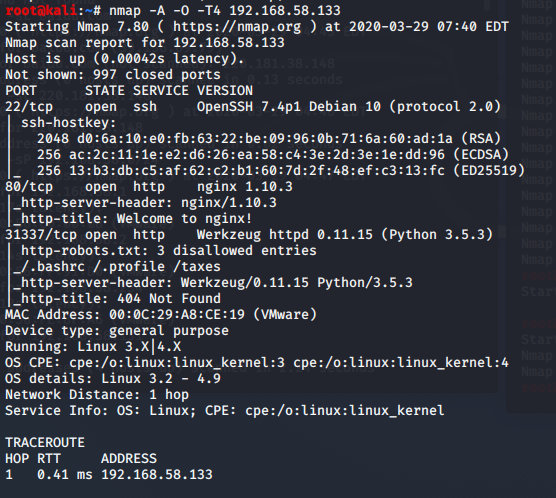 root@kali:~# nmap -A -O -T4 192.168.58.133
Starting Nmap 7.80 ( https://nmap.org ) at 2020-03-29 07:40 EDT
Nmap scan report for 192.168.58.133
Host is up (0.00042s latency).
Not shown: 997 closed ports
PORT      STATE SERVICE VERSION
22/tcp    open  ssh     OpenSSH 7.4p1 Debian 10 (protocol 2.0)
| ssh-hostkey:
|   2048 d0:6a:10:e0:fb:63:22:be:09:96:0b:71:6a:60:ad:1a (RSA)
|   256 ac:2c:11:1e:e2:d6:26:ea:58:c4:3e:2d:3e:1e:dd:96 (ECDSA)
|_  256 13:b3:db:c5:af:62:c2:b1:60:7d:2f:48:ef:c3:13:fc (ED25519)
80/tcp    open  http    nginx 1.10.3
|_http-server-header: nginx/1.10.3
|_http-title: Welcome to nginx!
31337/tcp open  http    Werkzeug httpd 0.11.15 (Python 3.5.3)
| http-robots.txt: 3 disallowed entries
|_/.bashrc /.profile /taxes
|_http-server-header: Werkzeug/0.11.15 Python/3.5.3
|_http-title: 404 Not Found
MAC Address: 00:0C:29:A8:CE:19 (VMware)
Device type: general purpose
Running: Linux 3.X|4.X
OS CPE: cpe:/o:linux:linux_kernel:3 cpe:/o:linux:linux_kernel:4
OS details: Linux 3.2 - 4.9
Network Distance: 1 hop
Service Info: OS: Linux; CPE: cpe:/o:linux:linux_kernel
TRACEROUTE
HOP RTT     ADDRESS
1   0.41 ms 192.168.58.133